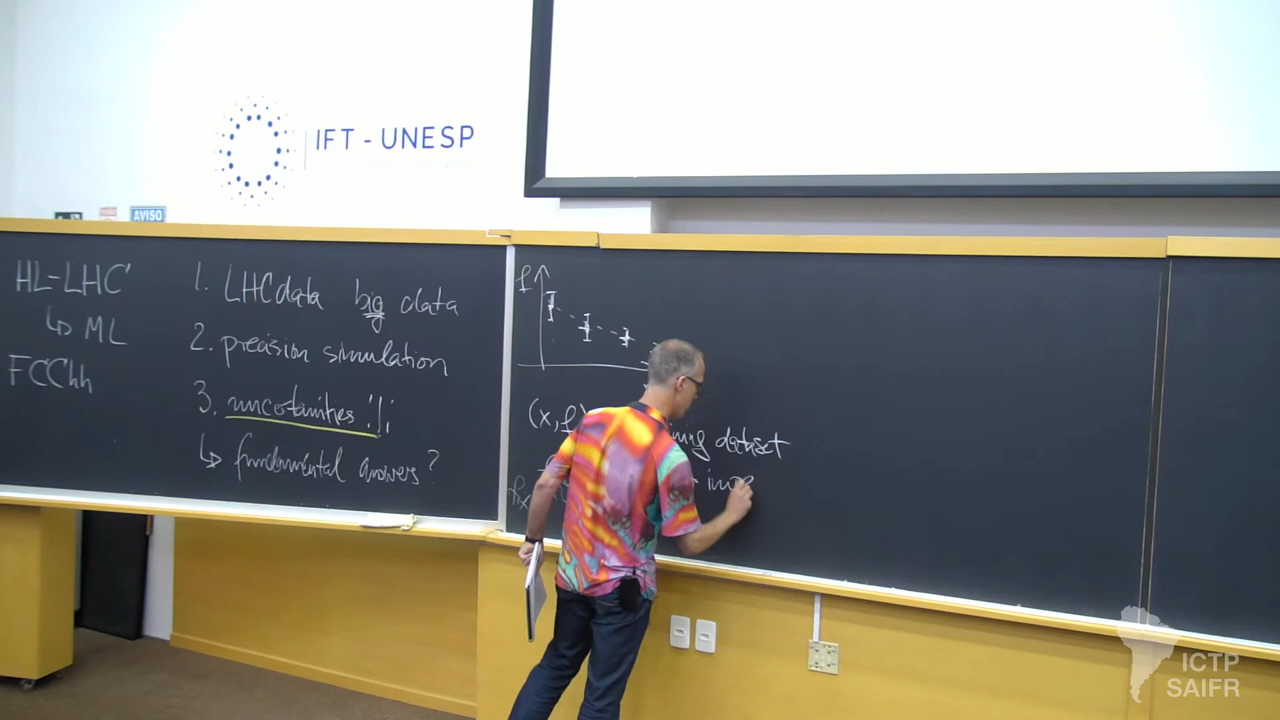 IFT - UNESP
AVISO
HL-LHC
↳ ML
FCChh
1. LHC data big data
2. precision simulation
3. uncertainties !!
↳ fundamental answers?
f
(x, f)
dataset
ICTP
SAIFR